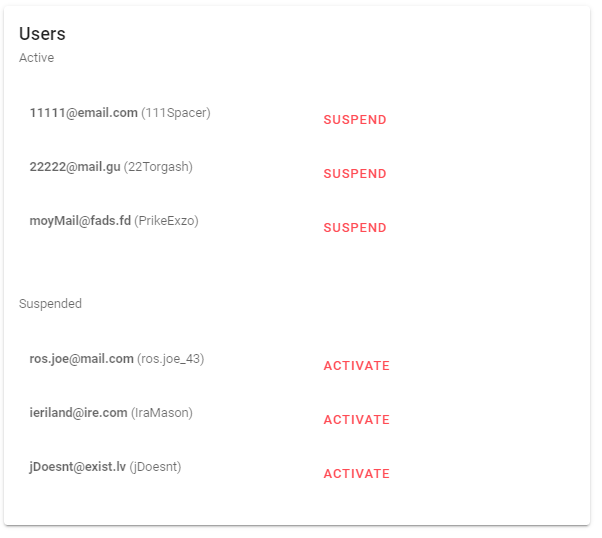 Users
Active
11111@email.com (111Spacer)
SUSPEND
22222@mail.gu (22Torgash)
SUSPEND
moyMail@fads.fd (PrikeExzo)
SUSPEND
Suspended
ros.joe@mail.com (ros.joe_43)
ACTIVATE
ieriland@ire.com (IraMason)
ACTIVATE
jDoesnt@exist.lv (jDoesnt)
ACTIVATE